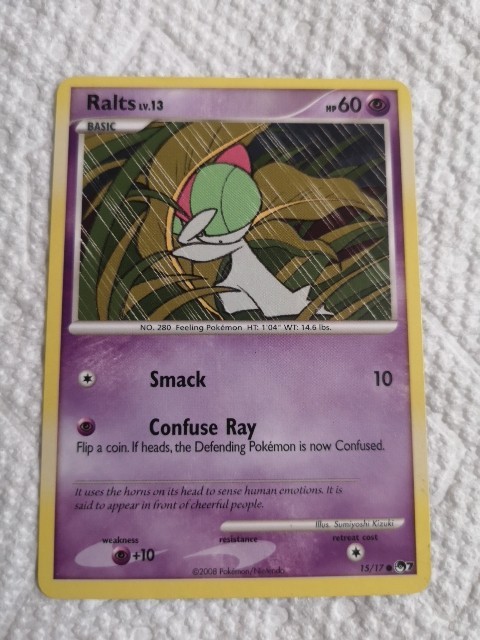 Ralts LV.13 HP 60
BASIC
NO. 280 Feeling Pokémon HT: 1'04" WT: 14.6 lbs.
Smack 10
Confuse Ray
Flip a coin. If heads, the Defending Pokémon is now Confused.
It uses the horns on its head to sense human emotions. It is
said to appear in front of cheerful people.
Illus. Sumiyoshi Kizuki
weakness resistance retreat cost
+10
©2008 Pokémon/Nintendo 15/17 7